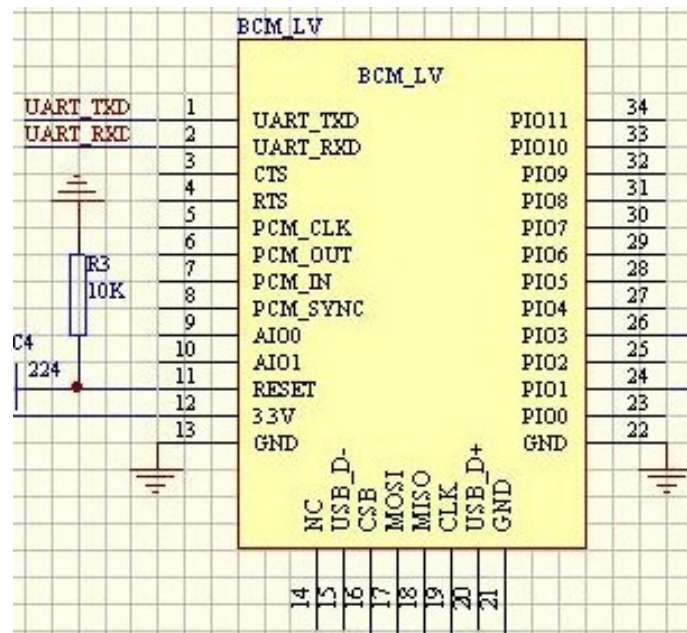 BCM_LV
BCM_LV
UART_TXD 1 UART_TXD PIO11 34
UART_RXD 2 UART_RXD PIO10 33
3 CTS PIO9 32
4 RTS PIO8 31
5 PCM_CLK PIO7 30
6 PCM_OUT PIO6 29
R3 7 PCM_IN PIO5 28
10K 8 PCM_SYNC PIO4 27
C4 9 AIO0 PIO3 26
224 10 AIO1 PIO2 25
11 RESET PIO1 24
12 3.3V PIO0 23
13 GND GND 22
NC USB_D- CSB MOSI MISO CLK USB_D+ GND
14 15 16 17 18 19 20 21